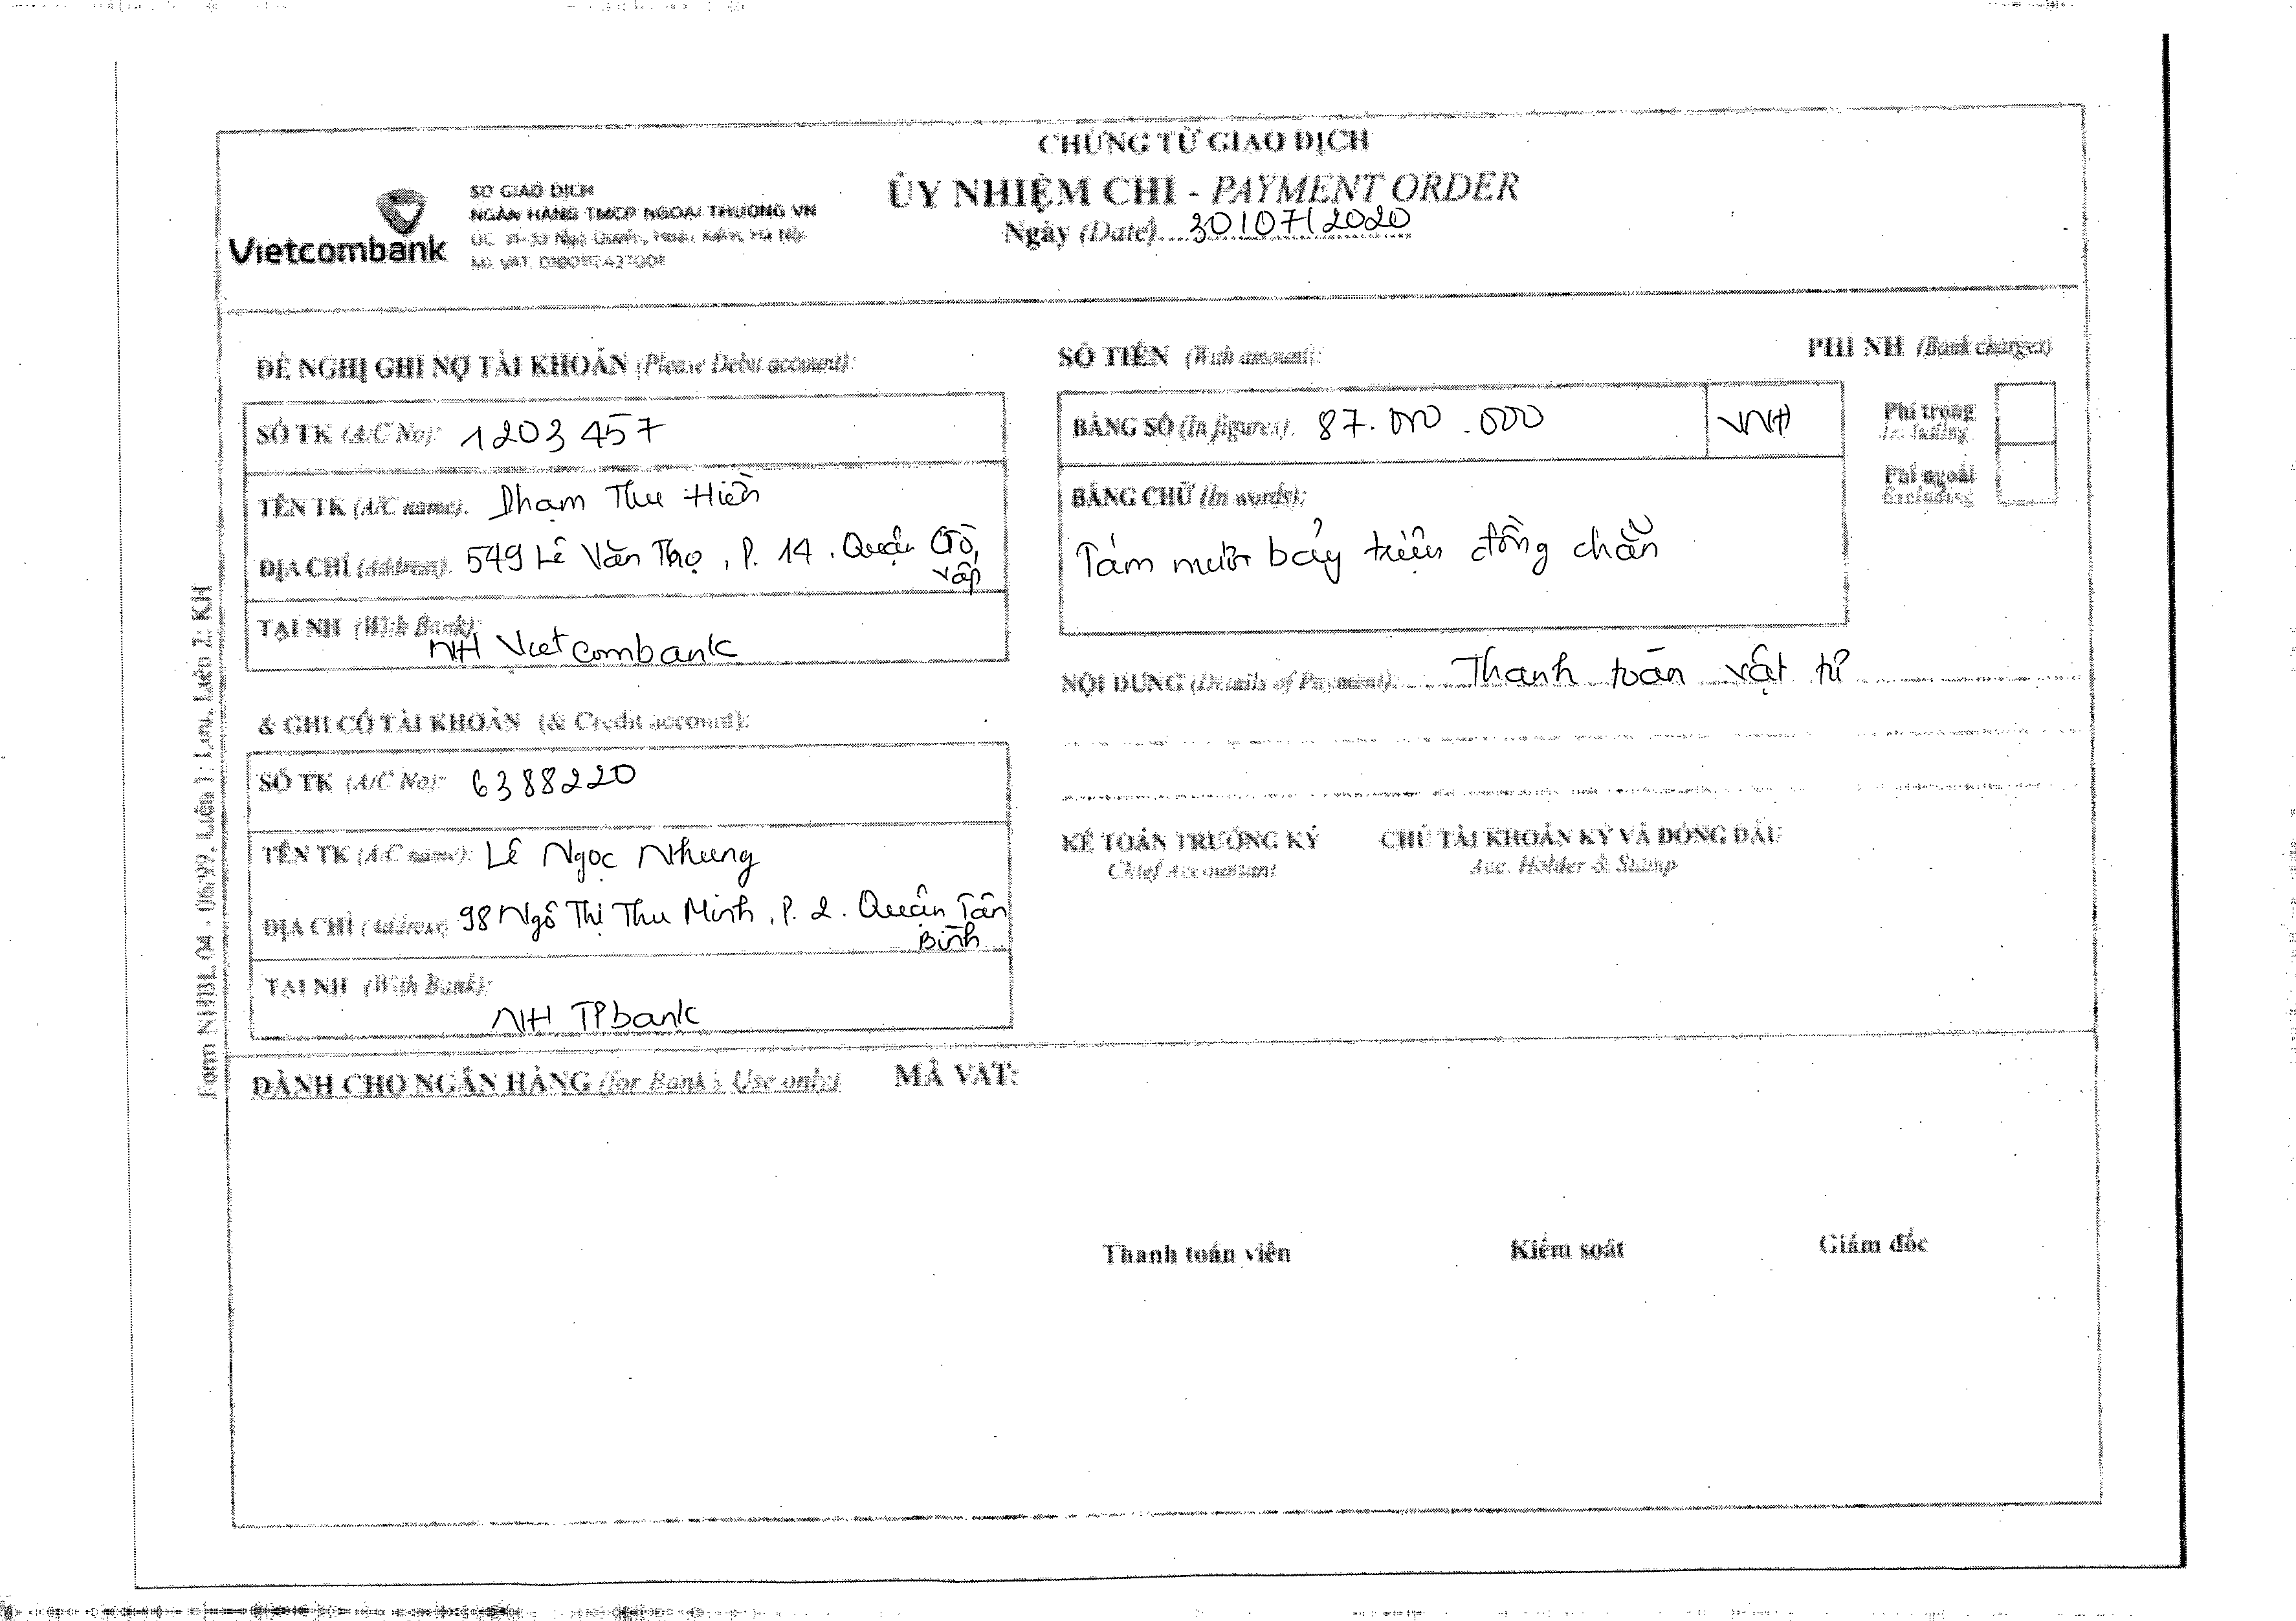 CHỨNG TỪ GIAO DỊCH
ỦY NHIỆM CHI - PAYMENT ORDER
Ngày (Date) 30/07/2020
Vietcombank
SỞ GIAO DỊCH
NGÂN HÀNG TMCP NGOẠI THƯƠNG VN
ĐỀ NGHỊ GHI NỢ TÀI KHOẢN (Please Debit account):
SỐ TK (A/C No): 1203457
TÊN TK (A/C name). Phạm Thu Hiền
ĐỊA CHỈ (Address). 549 Lê Văn Thọ, P. 14. Quận Gò,
vấp
TẠI NH (With Bank):
NH Vietcombank
& GHI CÓ TÀI KHOẢN (& Credit account):
SỐ TK (A/C No): 6388220
TÊN TK (A/C name): Lê Ngọc Nhung
ĐỊA CHỈ (Address) 98 Ngô Thị Thu Minh, P. 2. Quận Tân
Bình
TẠI NH (With Bank):
NH TPbank
SỐ TIỀN (With amount):
BẰNG SỐ (In figures). 87.000.000 VNĐ
BẰNG CHỮ (In words):
Tám mươi bảy triệu đồng chẵn
PHÍ NH (Bank charges)
Phí trong
Including
Phí ngoài
Excluding
NỘI DUNG (Details of Payment): Thanh toán vật tư
KẾ TOÁN TRƯỞNG KÝ
Chief Accountant
CHỦ TÀI KHOẢN KÝ VÀ ĐÓNG DẤU
Acc. Holder & Stamp
DÀNH CHO NGÂN HÀNG (for Bank's Use only) MÃ VAT:
Thanh toán viên Kiểm soát Giám đốc
Form NHBL 04 - 06/99, Liên 1: Lưu, Liên 2: KH